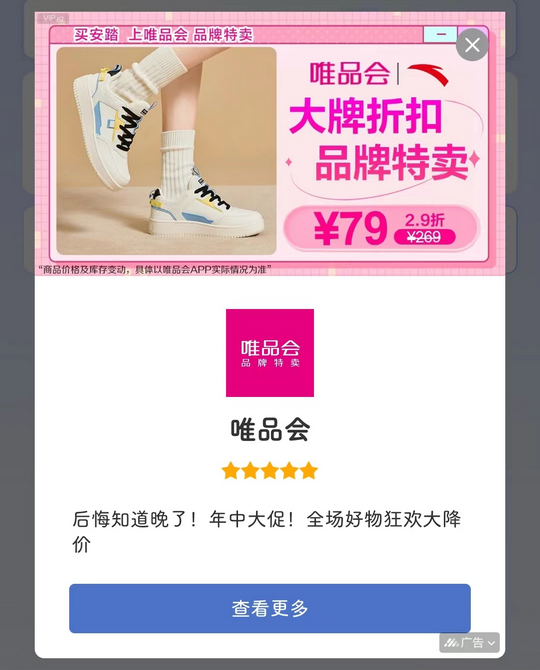 买安踏 上唯品会 品牌特卖
唯品会
大牌折扣
品牌特卖
¥79
2.9折
¥269
“商品价格及库存变动，具体以唯品会APP实际情况为准”
唯品会
品牌特卖
唯品会
后悔知道晚了！年中大促！全场好物狂欢大降
价
查看更多
广告